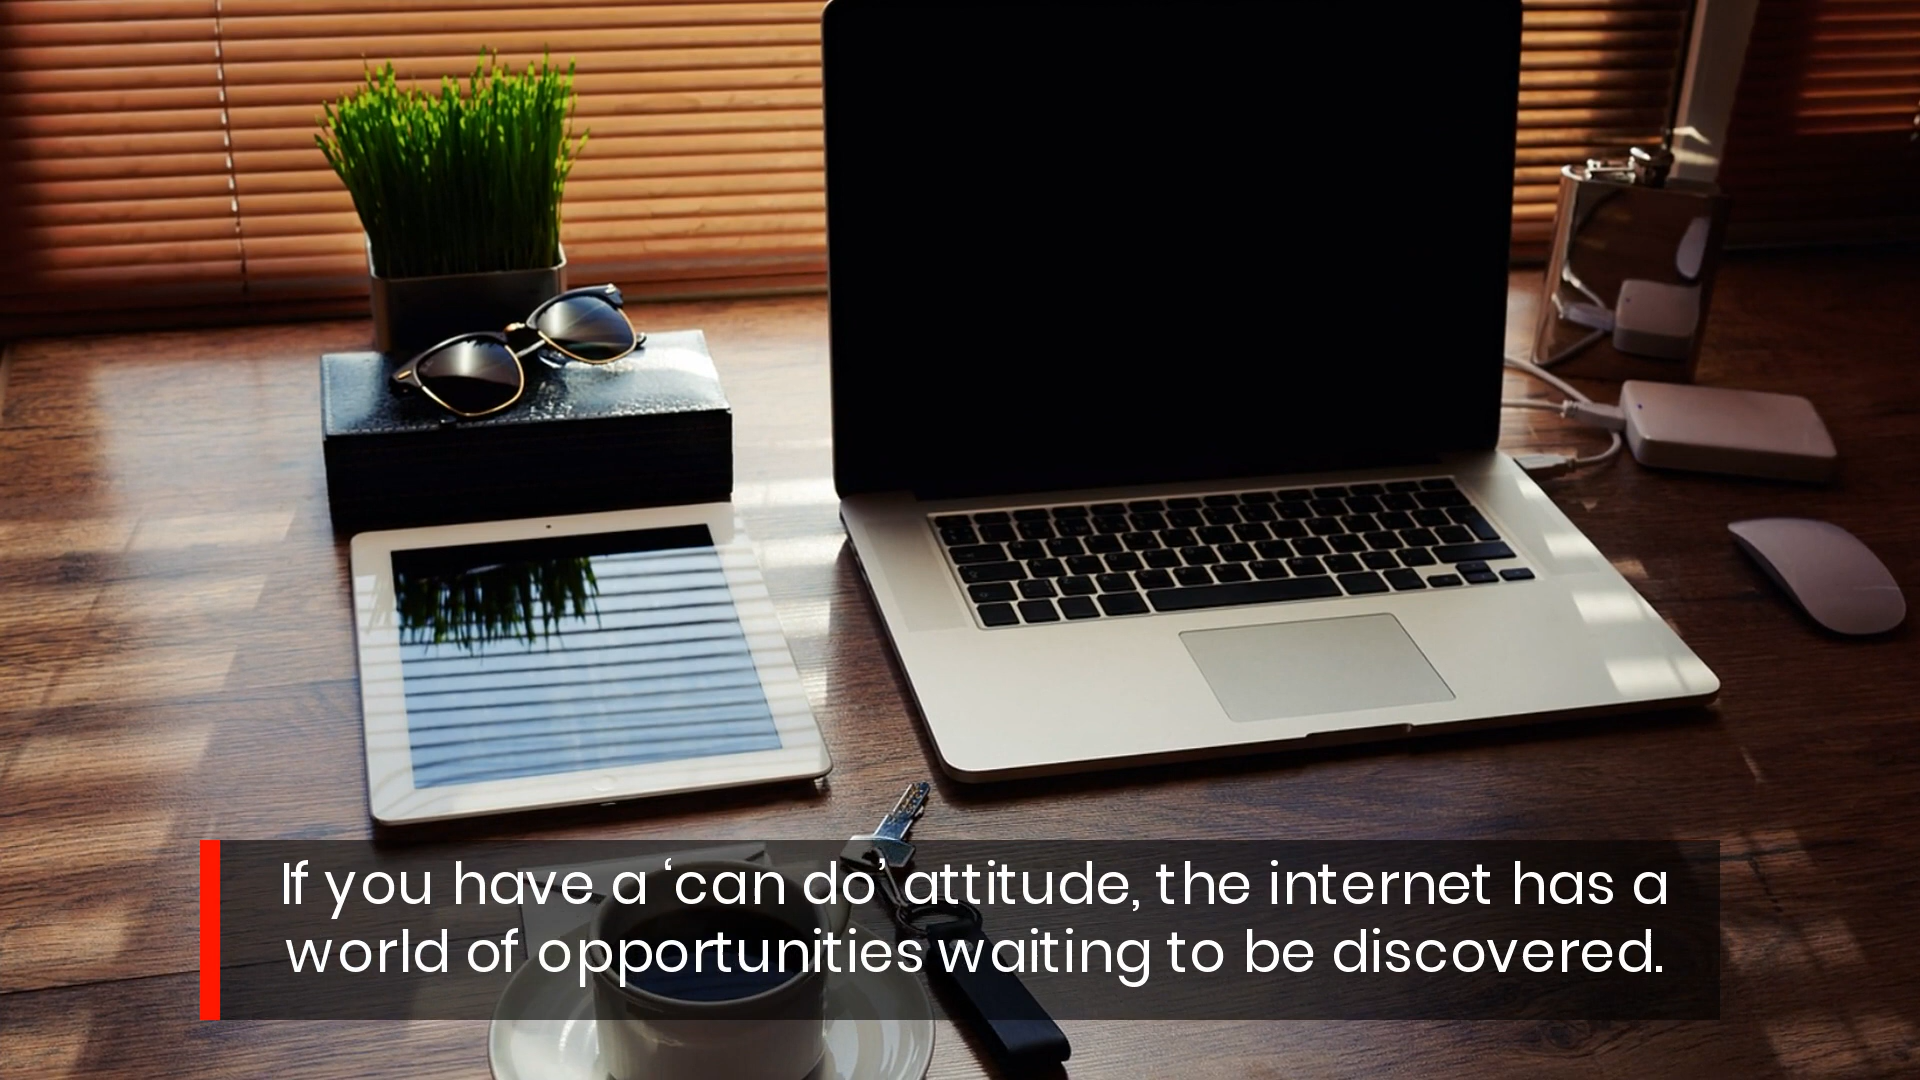 If you have a ‘can do’ attitude, the internet has a
world of opportunities waiting to be discovered.